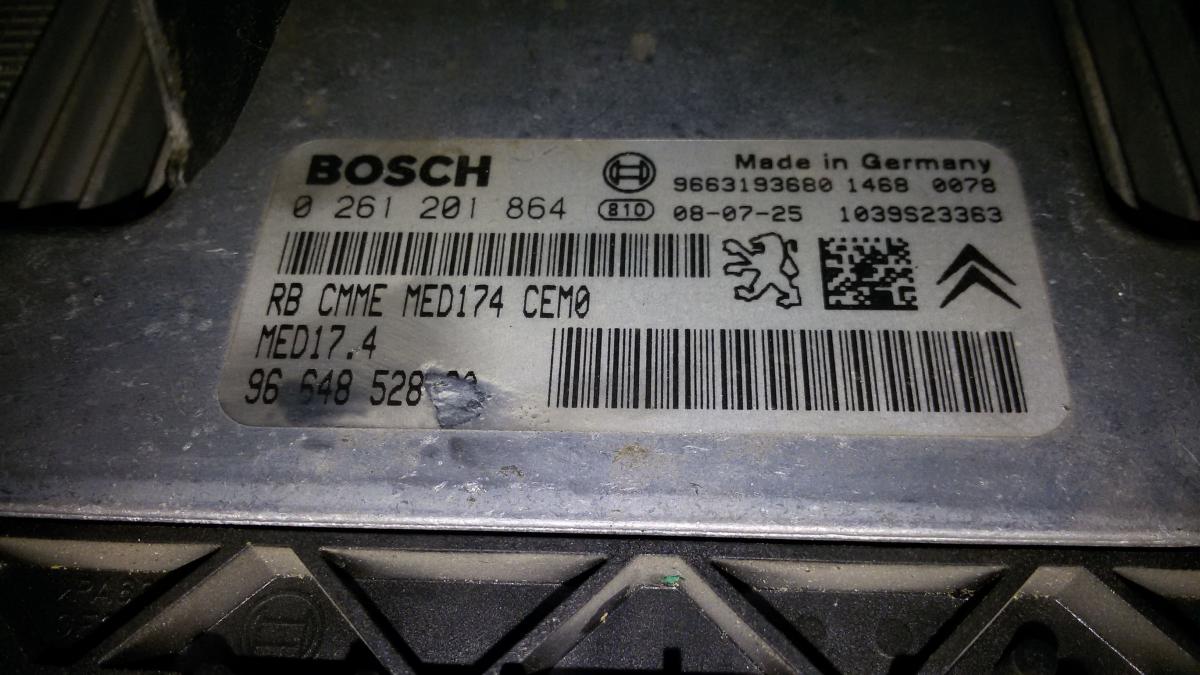 BOSCH
Made in Germany
9663193680 1468 0078
0 261 201 864 810 08-07-25 1039S23363
RB CMME MED174 CEM0
MED17.4
96 648 528